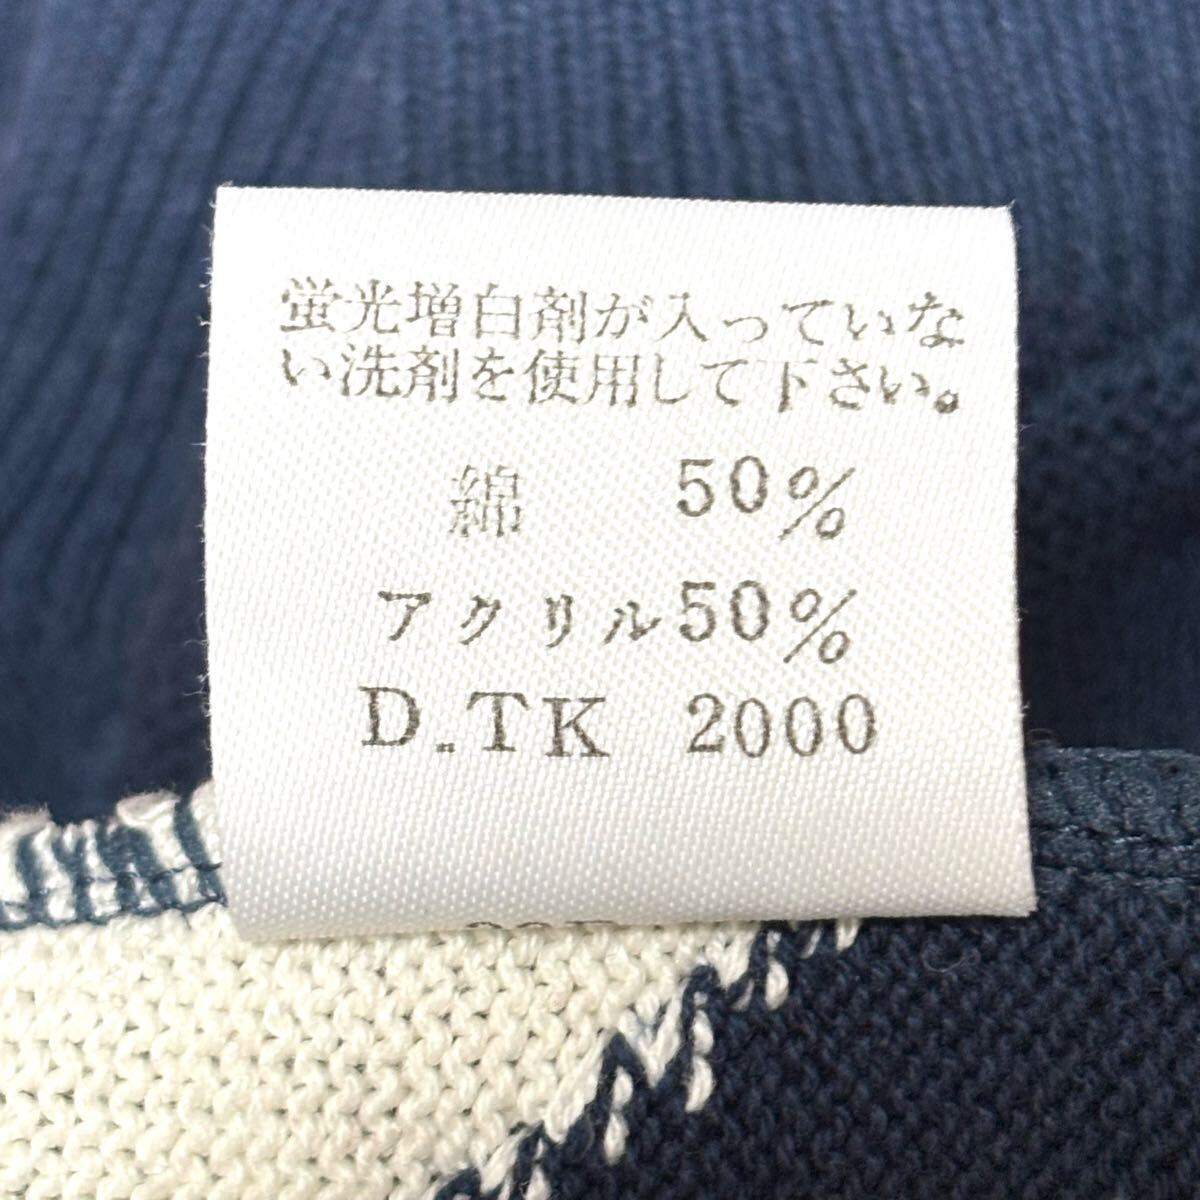 蛍光増白剤が入っていな
い洗剤を使用して下さい。
綿 50%
アクリル50%
D.TK 2000